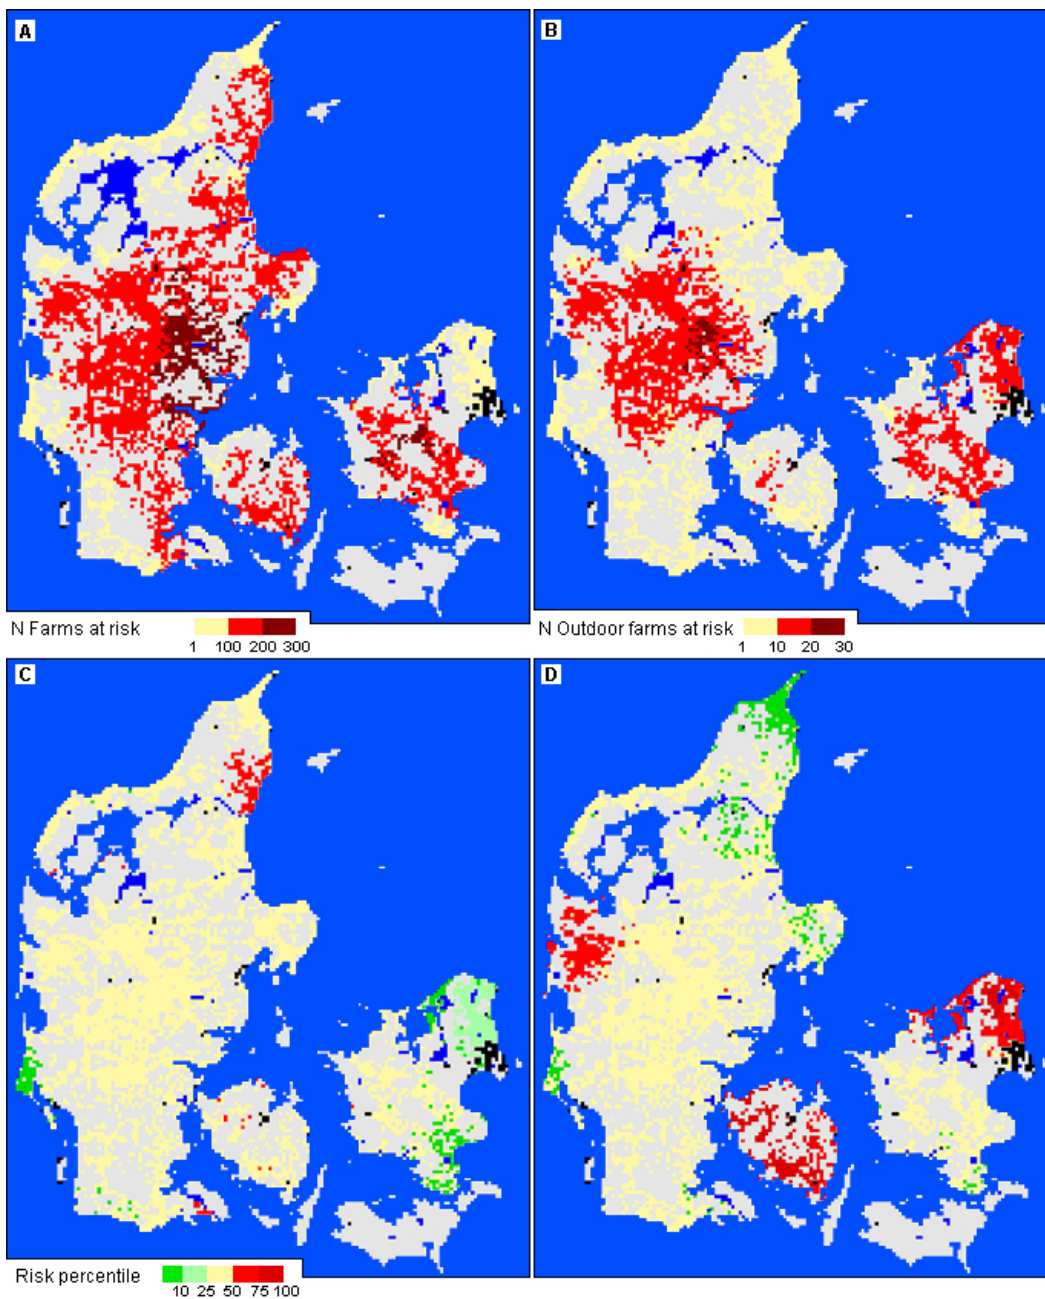 A
B
N Farms at risk
1 100 200 300
N Outdoor farms at risk
1 10 20 30
C
D
Risk percentile
10 25 50 75 100